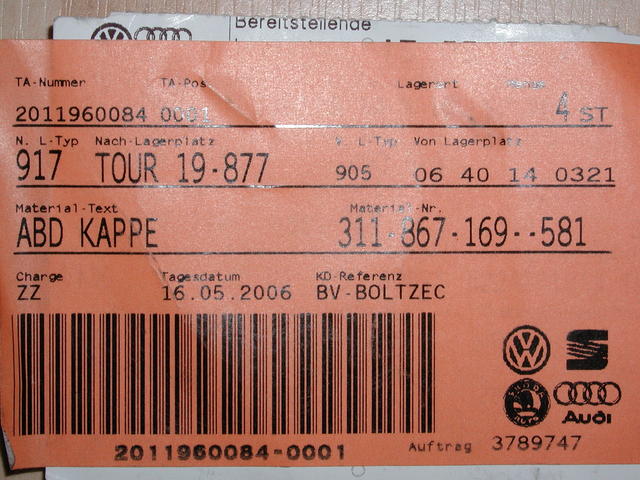 Bereitstellende
TA-Nummer TA-Pos Lagerort Menge
2011960084 0001 4 ST
N. L-Typ Nach-Lagerplatz V. L-Typ Von Lagerplatz
917 TOUR 19-877 905 06 40 14 0321
Material-Text Material-Nr.
ABD KAPPE 311-867-169--581
Charge Tagesdatum KD-Referenz
ZZ 16.05.2006 BV-BOLTZEC
2011960084-0001
Auftrag 3789747
Audi